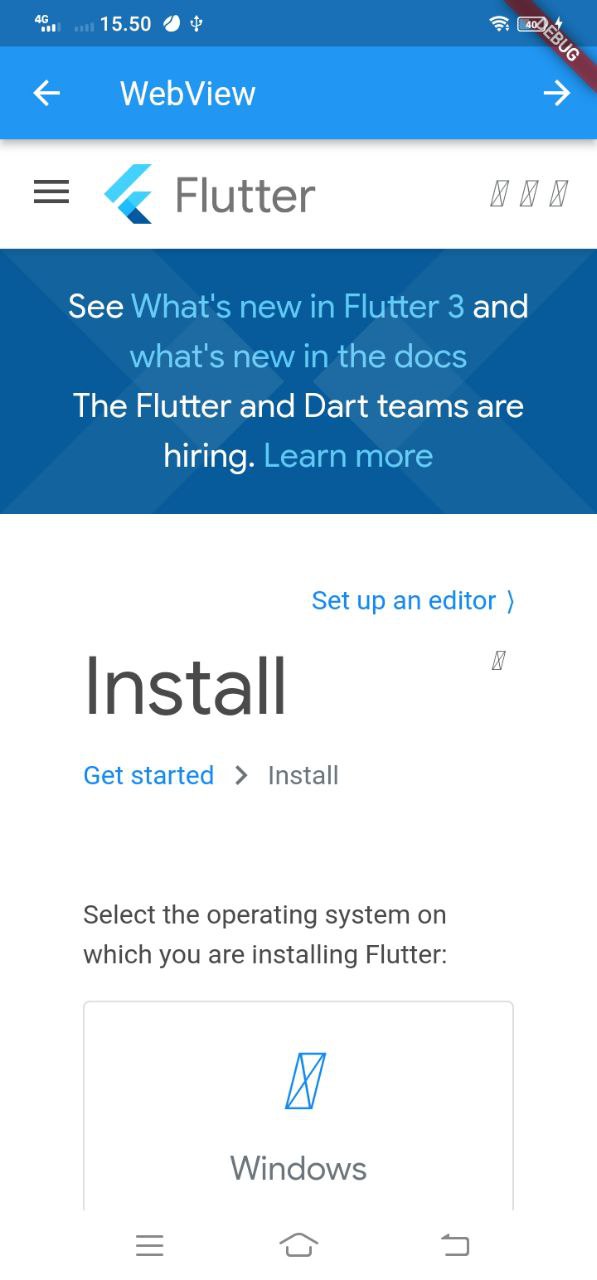 4G 15.50 40
DEBUG
WebView
Flutter
See What's new in Flutter 3 and
what's new in the docs
The Flutter and Dart teams are
hiring. Learn more
Set up an editor ⟩
Install
Get started > Install
Select the operating system on
which you are installing Flutter:
Windows